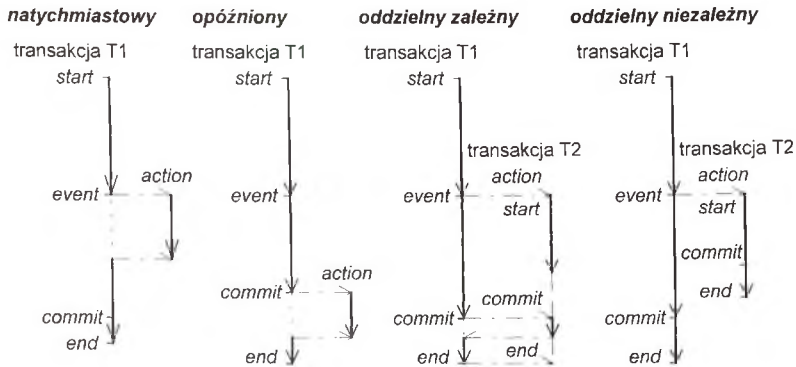 natychmiastowy
transakcja T1
start
action
event
commit
end
opóźniony
transakcja T1
start
event
action
commit
end
oddzielny zależny
transakcja T1
start
transakcja T2
action
event
start
commit
commit
end
end
oddzielny niezależny
transakcja T1
start
transakcja T2
action
event
start
commit
end
commit
end